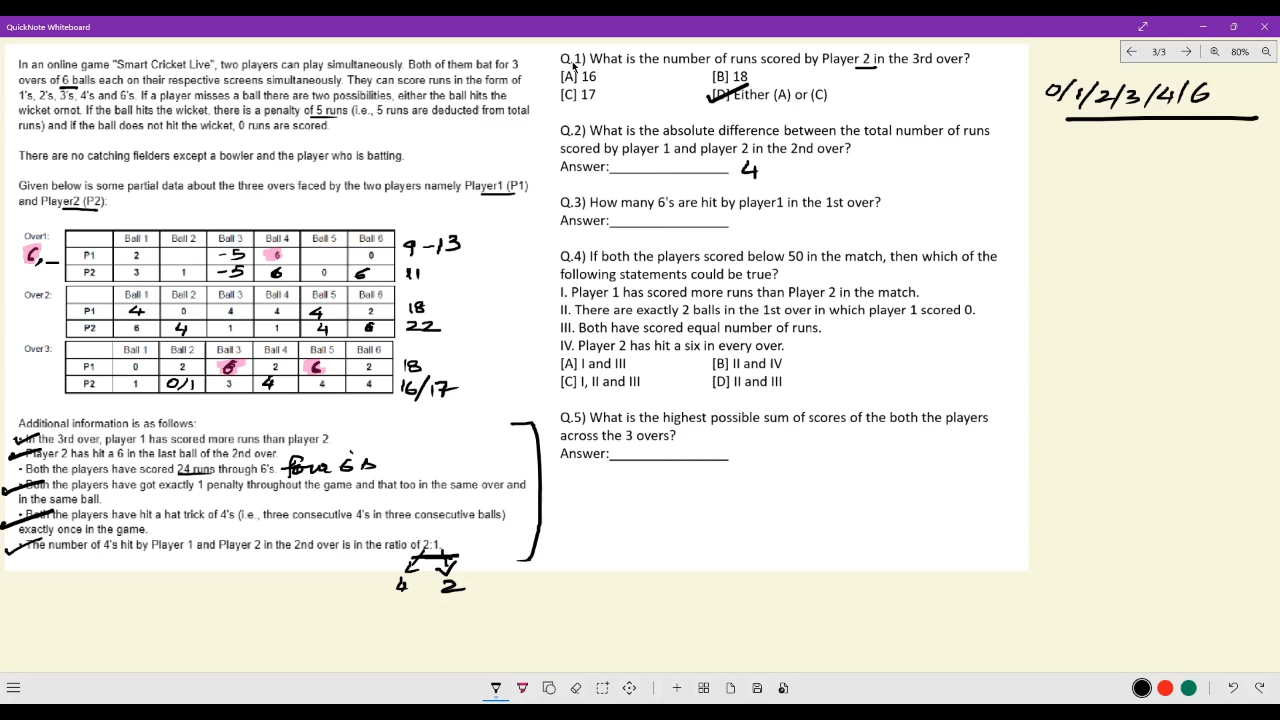 QuickNote Whiteboard
3/3
80%
In an online game "Smart Cricket Live", two players can play simultaneously. Both of them bat for 3
overs of 6 balls each on their respective screens simultaneously. They can score runs in the form of
1's, 2's, 3's, 4's and 6's. If a player misses a ball there are two possibilities, either the ball hits the
wicket ornot. If the ball hits the wicket, there is a penalty of 5 runs (i.e., 5 runs are deducted from total
runs) and if the ball does not hit the wicket, 0 runs are scored.
There are no catching fielders except a bowler and the player who is batting.
Given below is some partial data about the three overs faced by the two players namely Player1 (P1)
and Player2 (P2):
Over1:
Ball 1 Ball 2 Ball 3 Ball 4 Ball 5 Ball 6
6, _ P1 2 -5 6 0 9-13
P2 3 1 -5 6 0 6 11
Over2:
Ball 1 Ball 2 Ball 3 Ball 4 Ball 5 Ball 6
P1 4 0 4 4 4 2 18
P2 6 4 1 1 4 6 22
Over3:
Ball 1 Ball 2 Ball 3 Ball 4 Ball 5 Ball 6
P1 0 2 6 2 6 2 18
P2 1 0/1 3 4 4 4 16/17
Additional information is as follows:
• In the 3rd over, player 1 has scored more runs than player 2.
• Player 2 has hit a 6 in the last ball of the 2nd over.
• Both the players have scored 24 runs through 6's. four 6's
• Both the players have got exactly 1 penalty throughout the game and that too in the same over and
in the same ball.
• Both the players have hit a hat trick of 4's (i.e., three consecutive 4's in three consecutive balls)
exactly once in the game.
• The number of 4's hit by Player 1 and Player 2 in the 2nd over is in the ratio of 2:1.
4 2
Q.1) What is the number of runs scored by Player 2 in the 3rd over?
[A] 16 [B] 18
[C] 17 [D] Either (A) or (C)
0/1/2/3/4/6
Q.2) What is the absolute difference between the total number of runs
scored by player 1 and player 2 in the 2nd over?
Answer:_________________ 4
Q.3) How many 6's are hit by player1 in the 1st over?
Answer:_________________
Q.4) If both the players scored below 50 in the match, then which of the
following statements could be true?
I. Player 1 has scored more runs than Player 2 in the match.
II. There are exactly 2 balls in the 1st over in which player 1 scored 0.
III. Both have scored equal number of runs.
IV. Player 2 has hit a six in every over.
[A] I and III [B] II and IV
[C] I, II and III [D] II and III
Q.5) What is the highest possible sum of scores of the both the players
across the 3 overs?
Answer:_________________